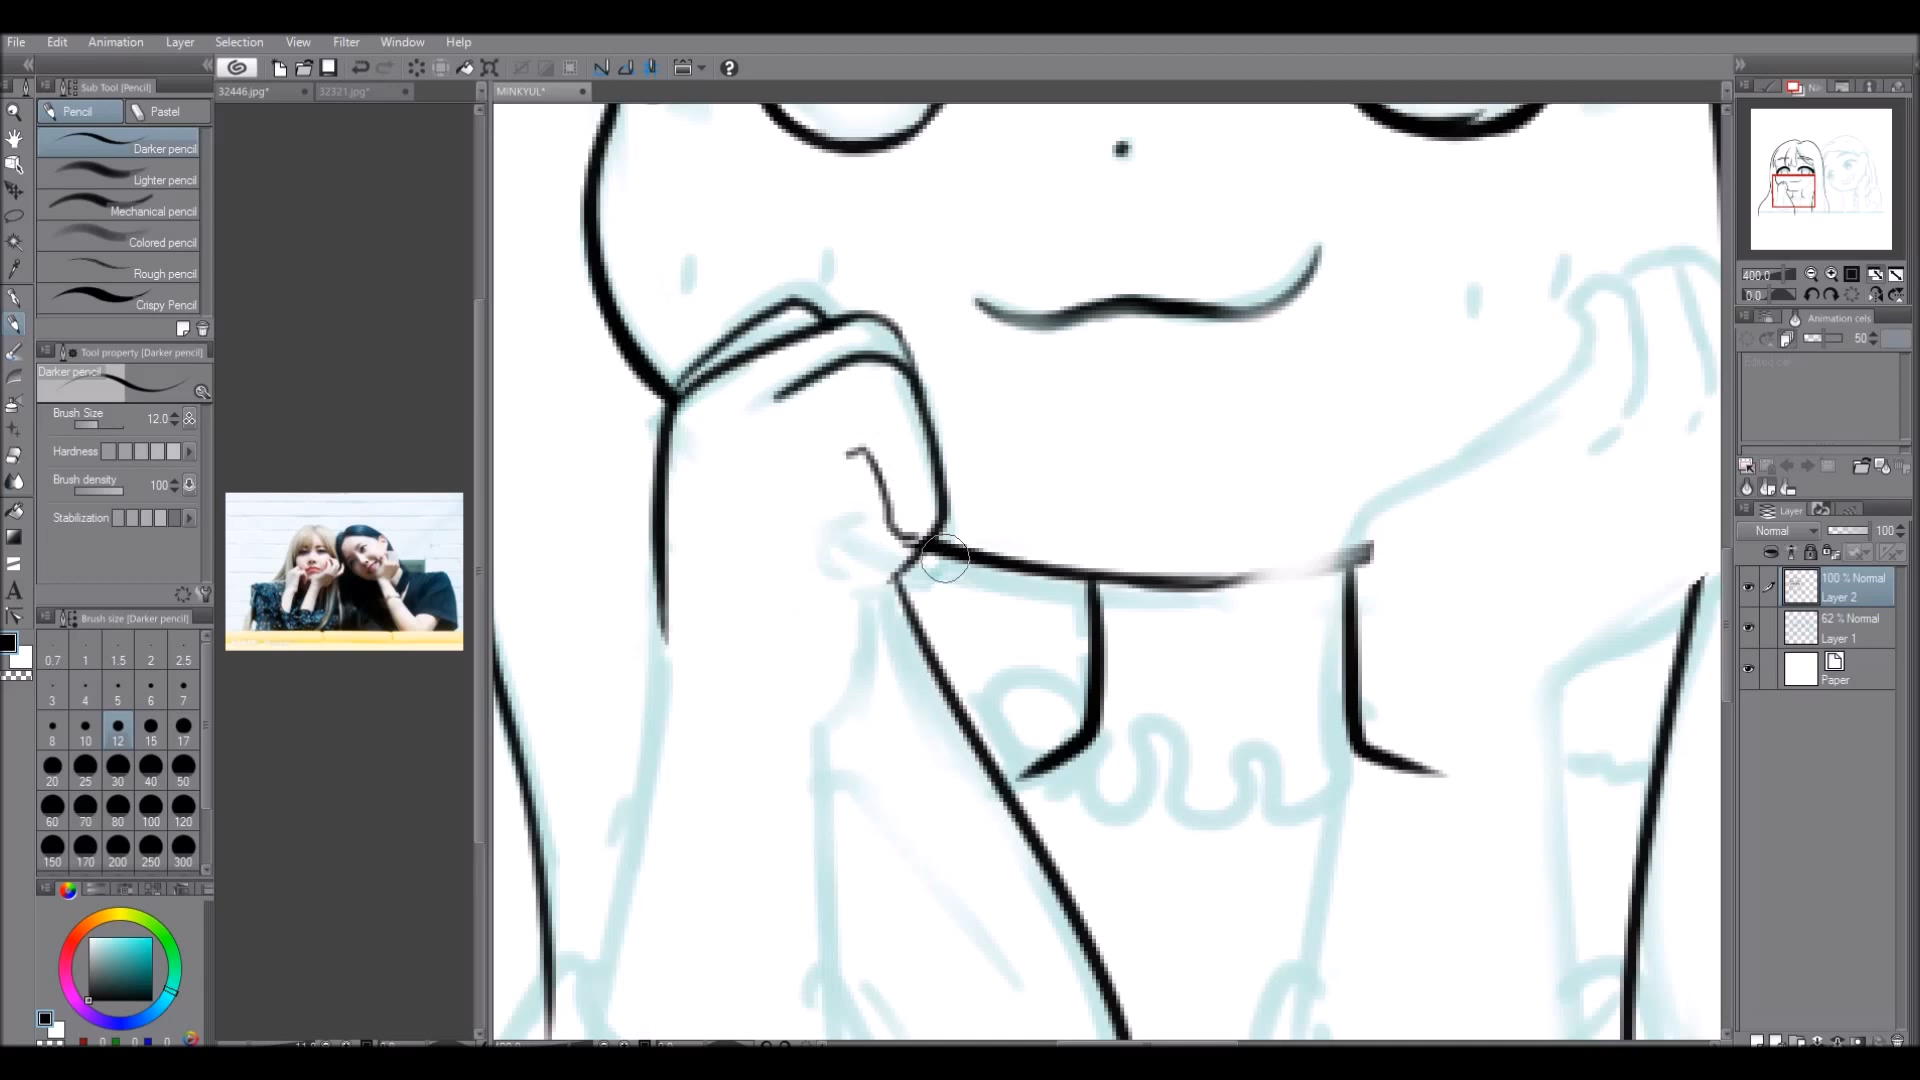 File Edit Animation Layer Selection View Filter Window Help
Sub Tool [Pencil]
32446.jpg*
32321.jpg*
MINKYUL*
Pencil
Pastel
Darker pencil
Lighter pencil
Mechanical pencil
Colored pencil
Rough pencil
Crispy Pencil
Tool property [Darker pencil]
Darker pencil
Brush Size 12.0
Hardness
Brush density 100
Stabilization
Brush size [Darker pencil]
0.7 1 1.5 2 2.5
3 4 5 6 7
8 10 12 15 17
20 25 30 40 50
60 70 80 100 120
150 170 200 250 300
400.0
0.0
Animation cels
50
Edited cel
Layer
Normal 100
100 % Normal
Layer 2
62 % Normal
Layer 1
Paper